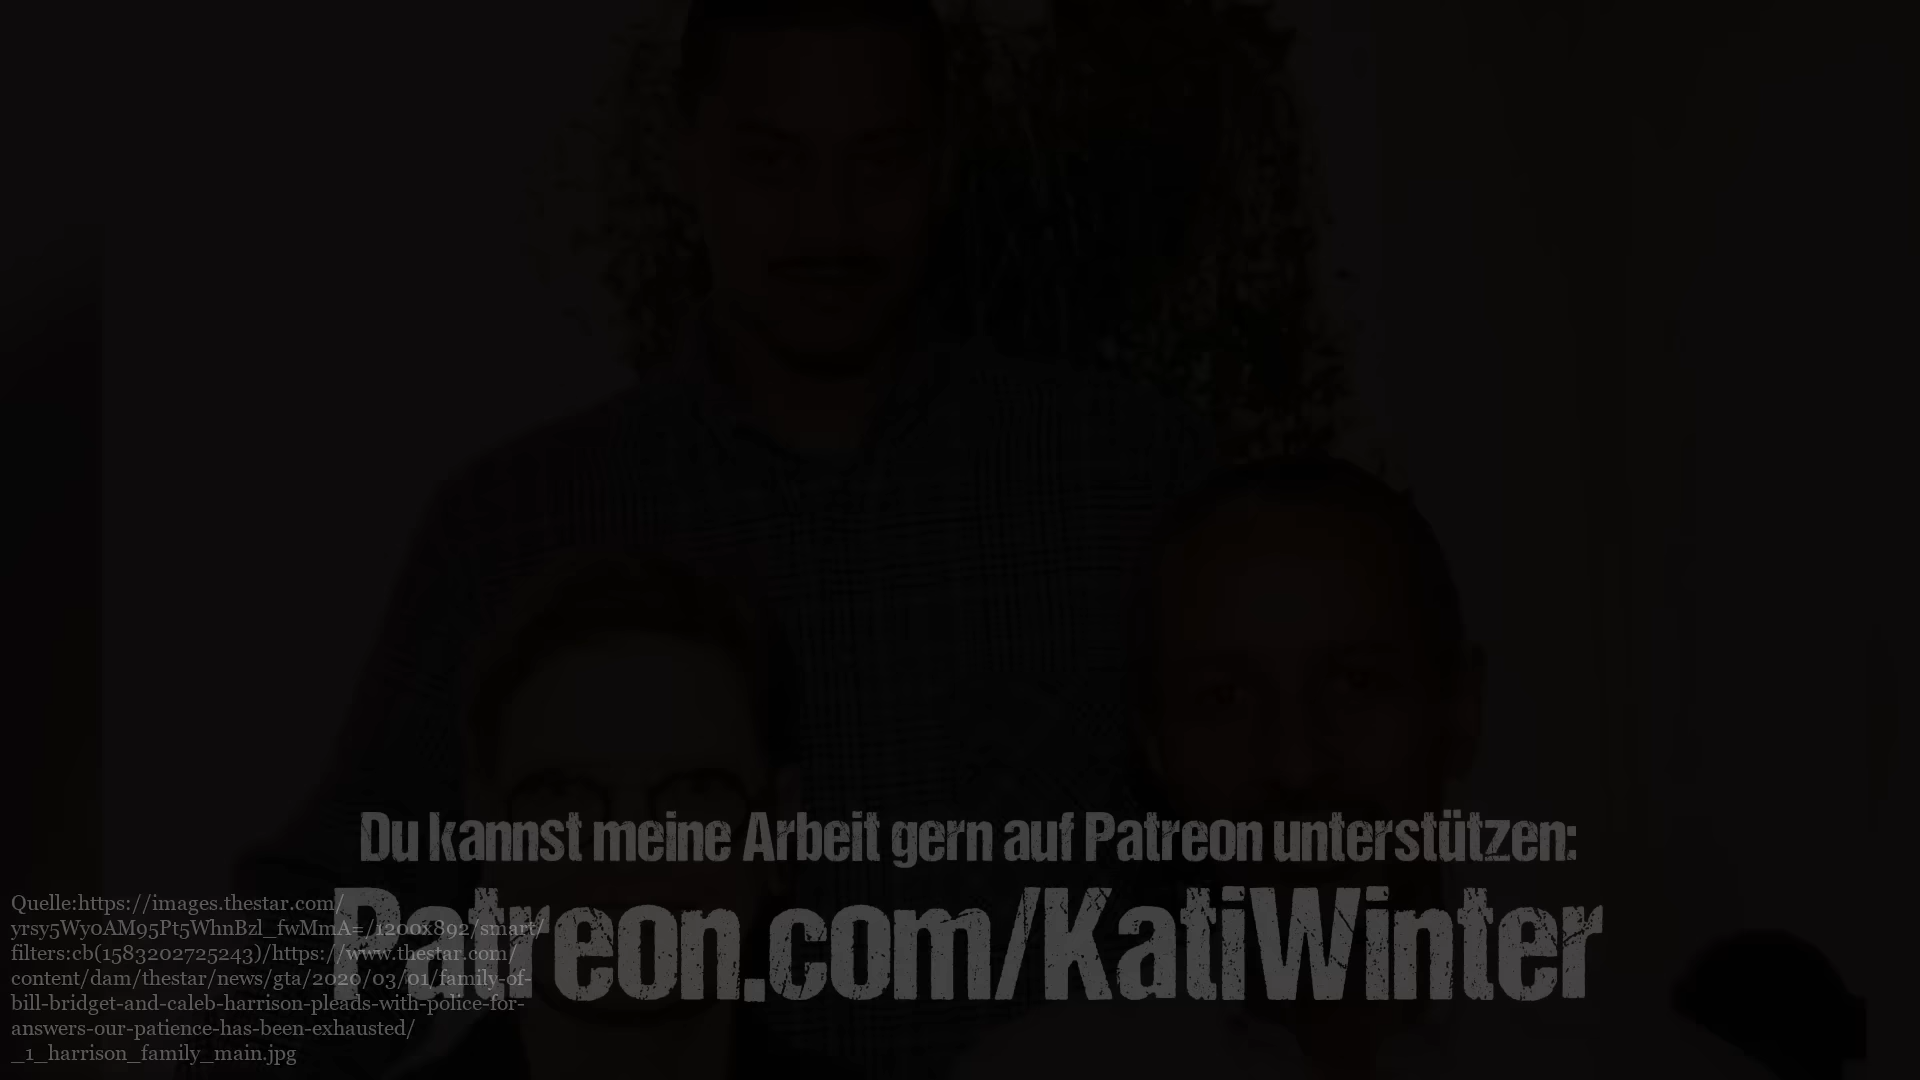 Du kannst meine Arbeit gern auf Patreon unterstützen:
Patreon.com/KatiWinter
Quelle:https://images.thestar.com/
yrsy5Wy0AM95Pt5WhnBzl_fwMmA=/1200x892/smart/
filters:cb(1583202725243)/https://www.thestar.com/
content/dam/thestar/news/gta/2020/03/01/family-of-
bill-bridget-and-caleb-harrison-pleads-with-police-for-
answers-our-patience-has-been-exhausted/
_1_harrison_family_main.jpg